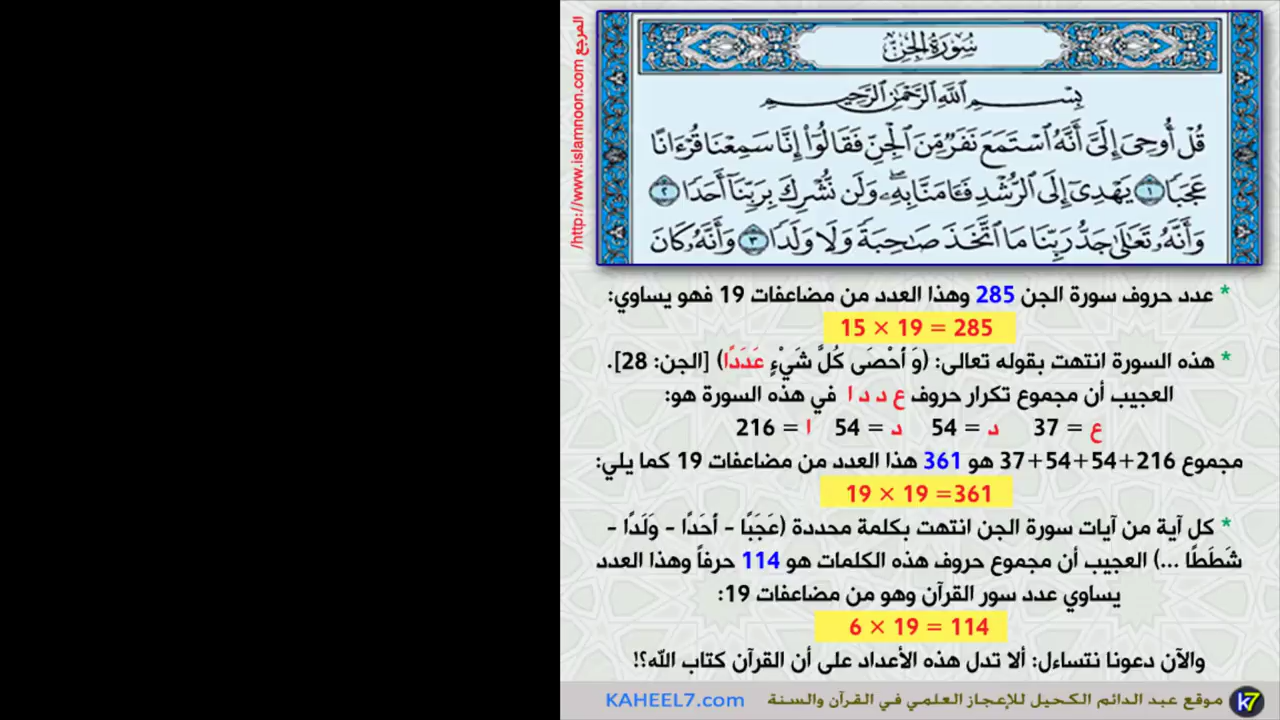 سُورَةُ الجِنِّ
بِسْمِ ٱللَّهِ ٱلرَّحْمَٰنِ ٱلرَّحِيمِ
قُلْ أُوحِىَ إِلَىَّ أَنَّهُ ٱسْتَمَعَ نَفَرٌ مِّنَ ٱلْجِنِّ فَقَالُوٓا۟ إِنَّا سَمِعْنَا قُرْءَانًا
عَجَبًا ١ يَهْدِىٓ إِلَى ٱلرُّشْدِ فَـَٔامَنَّا بِهِۦ ۖ وَلَن نُّشْرِكَ بِرَبِّنَآ أَحَدًا ٢
وَأَنَّهُۥ تَعَٰلَىٰ جَدُّ رَبِّنَا مَا ٱتَّخَذَ صَٰحِبَةً وَلَا وَلَدًا ٣ وَأَنَّهُۥ كَانَ
المرجع http://www.islamnoon.com/
* عدد حروف سورة الجن 285 وهذا العدد من مضاعفات 19 فهو يساوي:
15 × 19 = 285
* هذه السورة انتهت بقوله تعالى: (وَ أَحْصَى كُلَّ شَيْءٍ عَدَدًا) [الجن: 28].
العجيب أن مجموع تكرار حروف ع د د ا في هذه السورة هو:
ع = 37 د = 54 د = 54 ا = 216
مجموع 216+54+54+37 هو 361 هذا العدد من مضاعفات 19 كما يلي:
19 × 19 =361
* كل آية من آيات سورة الجن انتهت بكلمة محددة (عَجَبًا - أَحَدًا - وَلَدًا -
شَطَطًا ...) العجيب أن مجموع حروف هذه الكلمات هو 114 حرفاً وهذا العدد
يساوي عدد سور القرآن وهو من مضاعفات 19:
6 × 19 = 114
والآن دعونا نتساءل: ألا تدل هذه الأعداد على أن القرآن كتاب الله؟!
k7 موقع عبد الدائم الكحيل للإعجاز العلمي في القرآن والسنة KAHEEL7.com